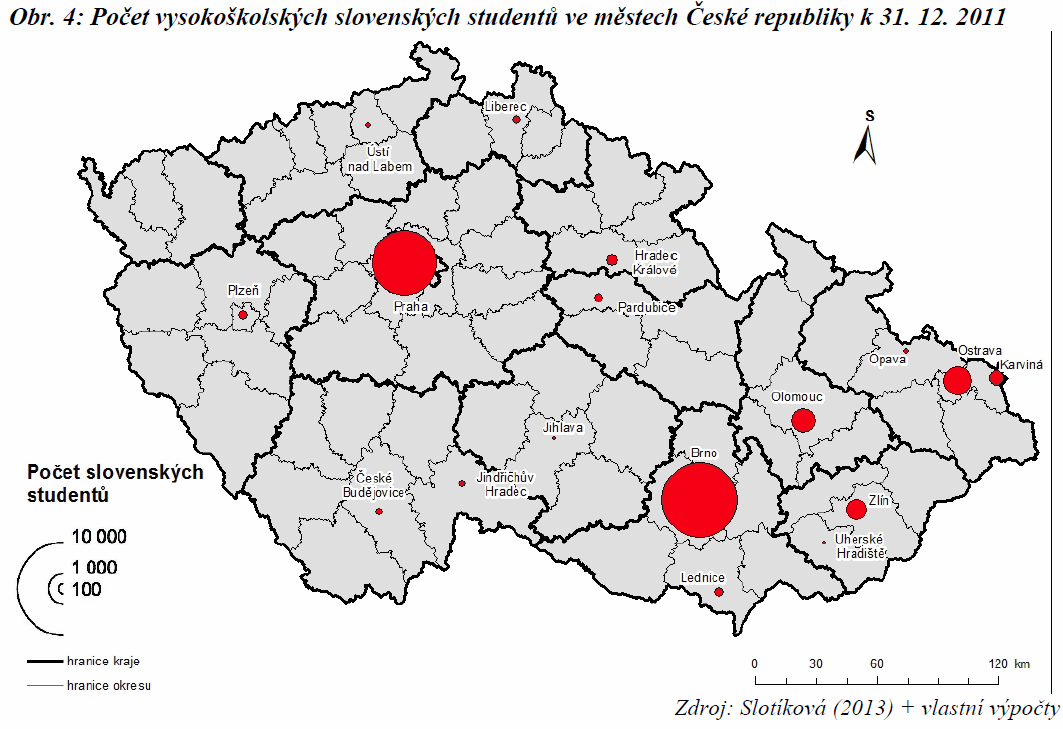 Obr. 4: Počet vysokoškolských slovenských studentů ve městech České republiky k 31. 12. 2011
Liberec
S
Ústí
nad Labem
Hradec
Králové
Plzeň
Praha
Pardubice
Ostrava
Opava
Karviná
Olomouc
Jihlava
Brno
Počet slovenských
studentů
České
Budějovice
Jindřichův
Hradec
Zlín
Uherské
Hradiště
10 000
1 000
100
Lednice
hranice kraje
hranice okresu
0 30 60 120 km
Zdroj: Slotíková (2013) + vlastní výpočty